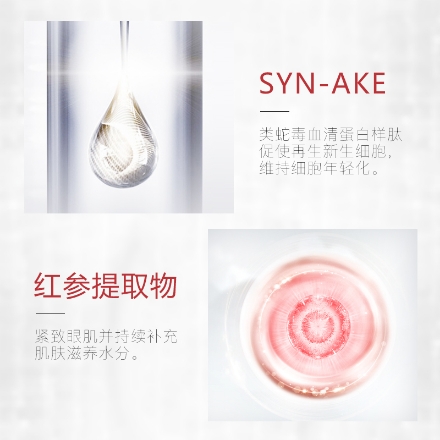 SYN-AKE
类蛇毒血清蛋白样肽
促使再生新生细胞,
维持细胞年轻化。
红参提取物
紧致眼肌并持续补充
肌肤滋养水分。